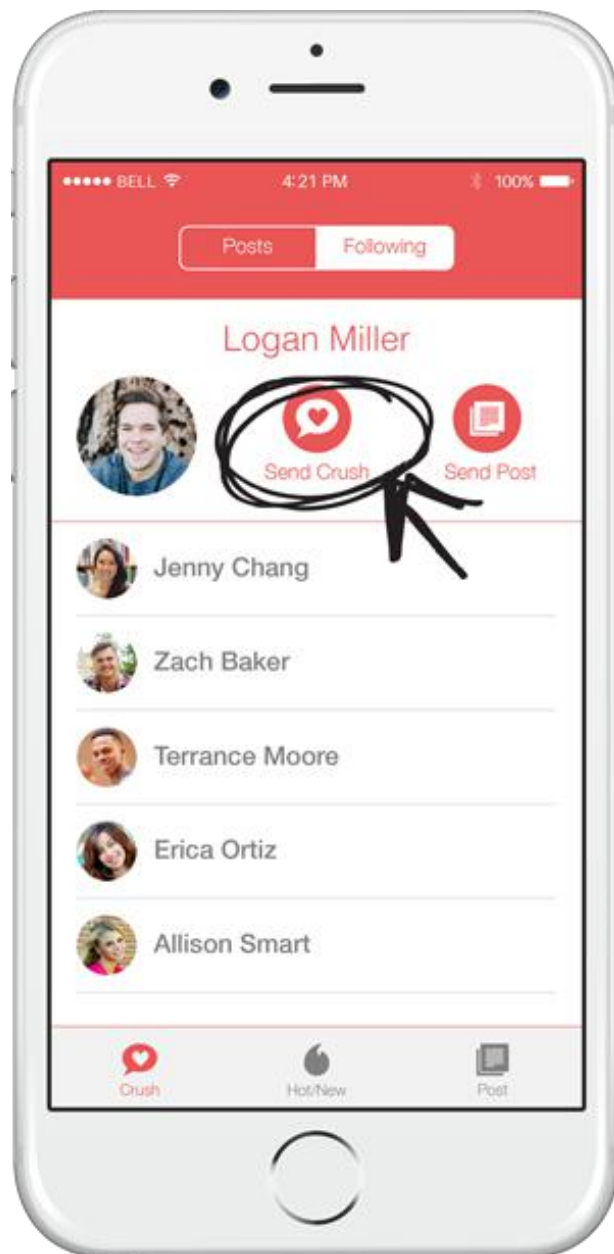 BELL 4:21 PM 100%
Posts Following
Logan Miller
Send Crush Send Post
Jenny Chang
Zach Baker
Terrance Moore
Erica Ortiz
Allison Smart
Crush Hot/New Post